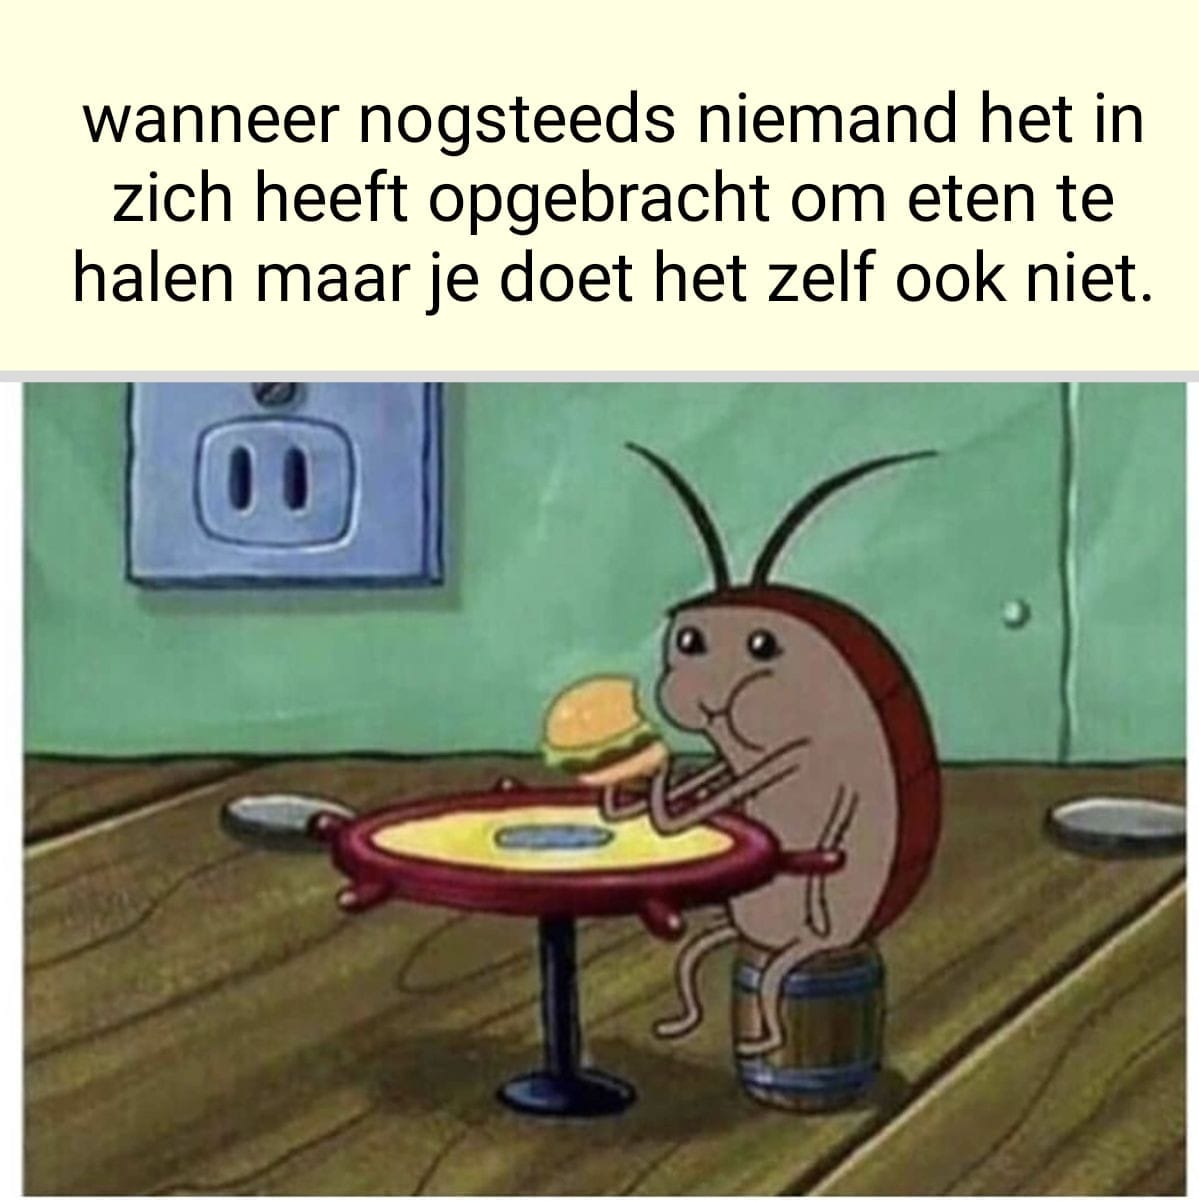 wanneer nogsteeds niemand het in
zich heeft opgebracht om eten te
halen maar je doet het zelf ook niet.